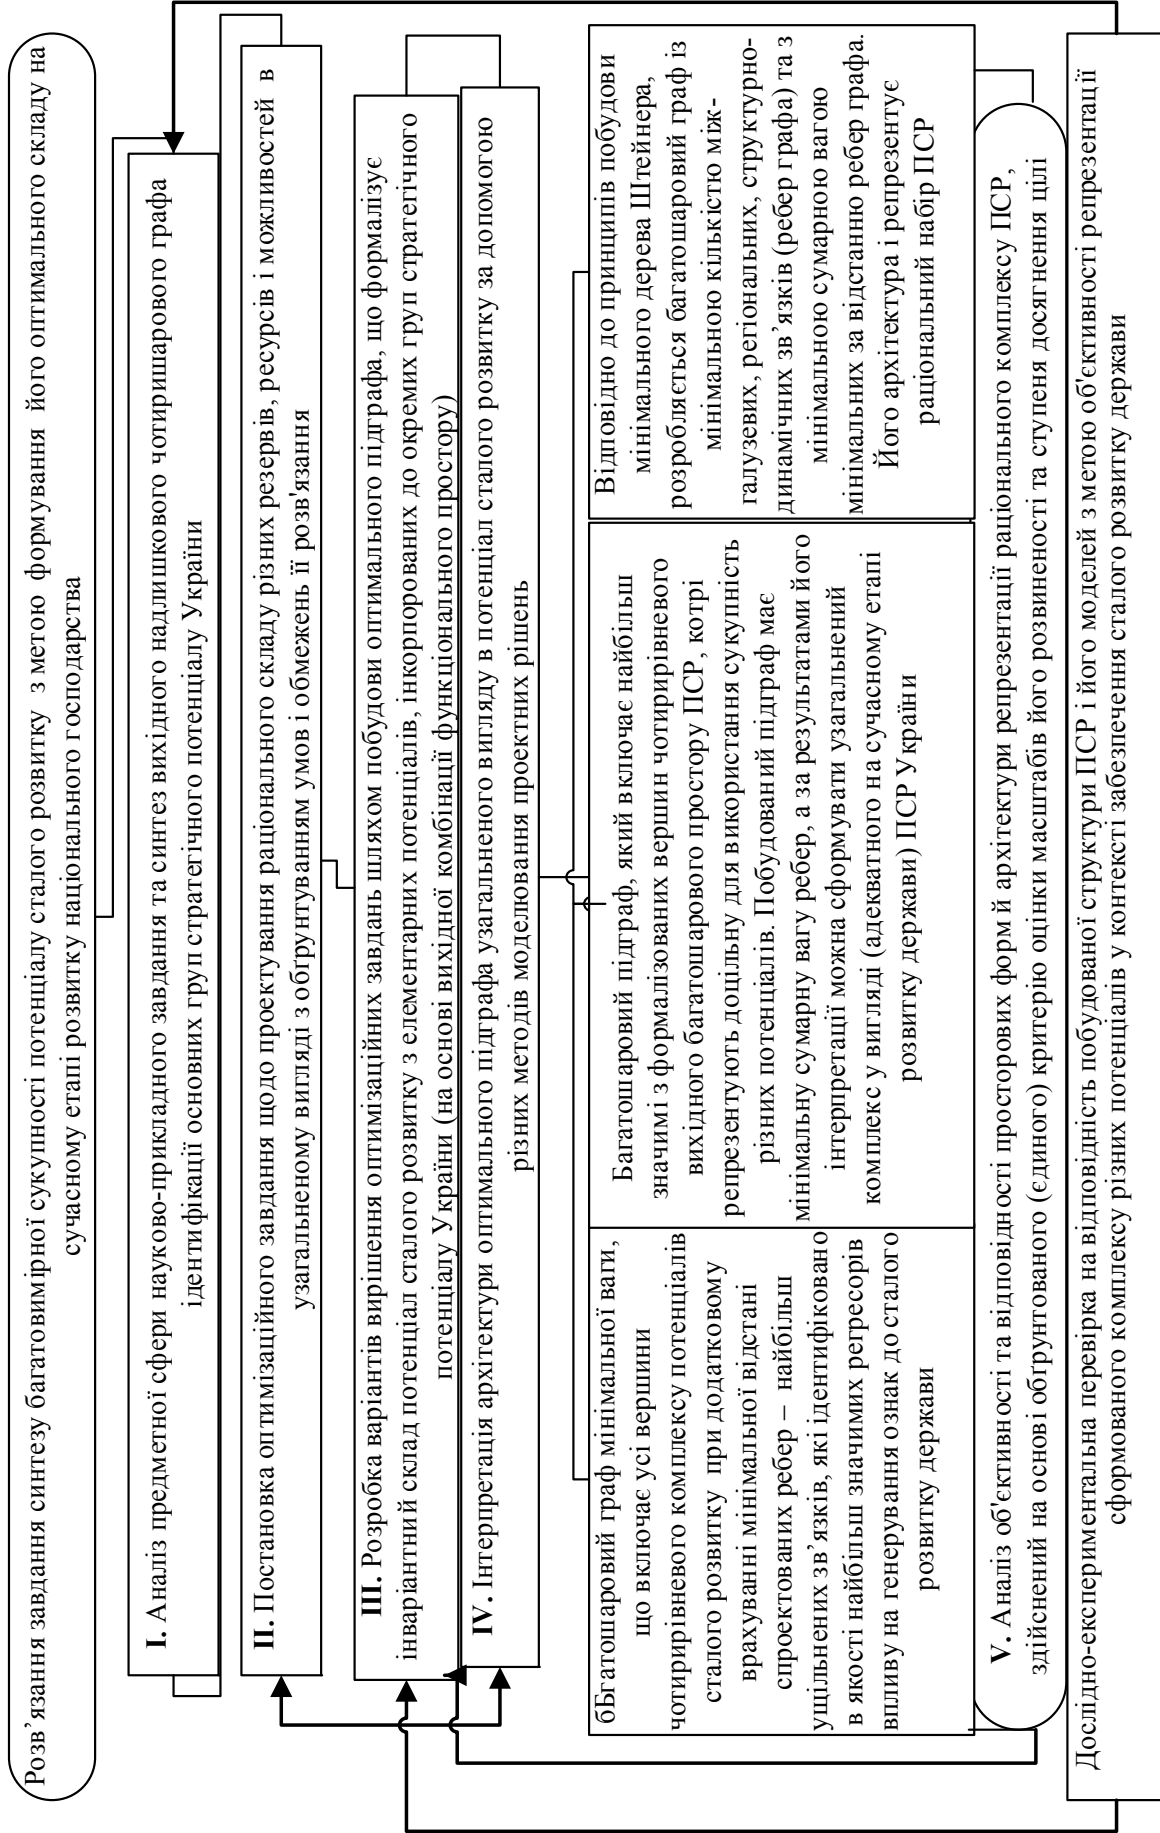 Розв’язання завдання синтезу багатовимірної сукупності потенціалу сталого розвитку з метою формування його оптимального складу на
сучасному етапі розвитку національного господарства
I. Аналіз предметної сфери науково-прикладного завдання та синтез вихідного надлишкового чотиришарового графа
ідентифікації основних груп стратегічного потенціалу України
II. Постановка оптимізаційного завдання щодо проектування раціонального складу різних резервів, ресурсів і можливостей в
узагальненому вигляді з обґрунтуванням умов і обмежень її розв'язання
III. Розробка варіантів вирішення оптимізаційних завдань шляхом побудови оптимального підграфа, що формалізує
інваріантний склад потенціал сталого розвитку з елементарних потенціалів, інкорпорованих до окремих груп стратегічного
потенціалу України (на основі вихідної комбінації функціонального простору)
IV. Інтерпретація архітектури оптимального підграфа узагальненого вигляду в потенціал сталого розвитку за допомогою
різних методів моделювання проектних рішень
бБгатошаровий граф мінімальної ваги,
що включає усі вершини
чотирирівневого комплексу потенціалів
сталого розвитку при додатковому
врахуванні мінімальної відстані
спроектованих ребер – найбільш
ущільнених зв’язків, які ідентифіковано
в якості найбільш значимих регресорів
впливу на генерування ознак до сталого
розвитку держави
Багатошаровий підграф, який включає найбільш
значимі з формалізованих вершин чотирирівневого
вихідного багатошарового простору ПСР, котрі
репрезентують доцільну для використання сукупність
різних потенціалів. Побудований підграф має
мінімальну сумарну вагу ребер, а за результатами його
інтерпретації можна сформувати узагальнений
комплекс у вигляді (адекватного на сучасному етапі
розвитку держави) ПСР України
Відповідно до принципів побудови
мінімального дерева Штейнера,
розробляється багатошаровий граф із
мінімальною кількістю між-
галузевих, регіональних, структурно-
динамічних зв’язків (ребер графа) та з
мінімальною сумарною вагою
мінімальних за відстанню ребер графа.
Його архітектура і репрезентує
раціональний набір ПСР
V. Аналіз об'єктивності та відповідності просторових форм й архітектури репрезентації раціонального комплексу ПСР,
здійснений на основі обґрунтованого (єдиного) критерію оцінки масштабів його розвиненості та ступеня досягнення цілі
Дослідно-експериментальна перевірка на відповідність побудованої структури ПСР і його моделей з метою об'єктивності репрезентації
сформованого комплексу різних потенціалів у контексті забезпечення сталого розвитку держави